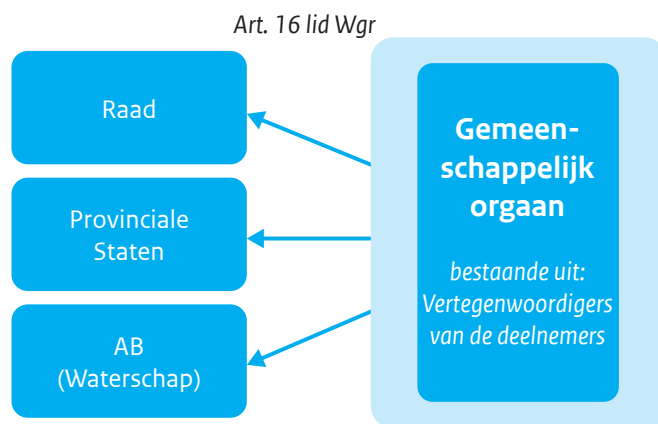 Art. 16 lid Wgr
Raad
Provinciale
Staten
AB
(Waterschap)
Gemeen-
schappelijk
orgaan
bestaande uit:
Vertegenwoordigers
van de deelnemers